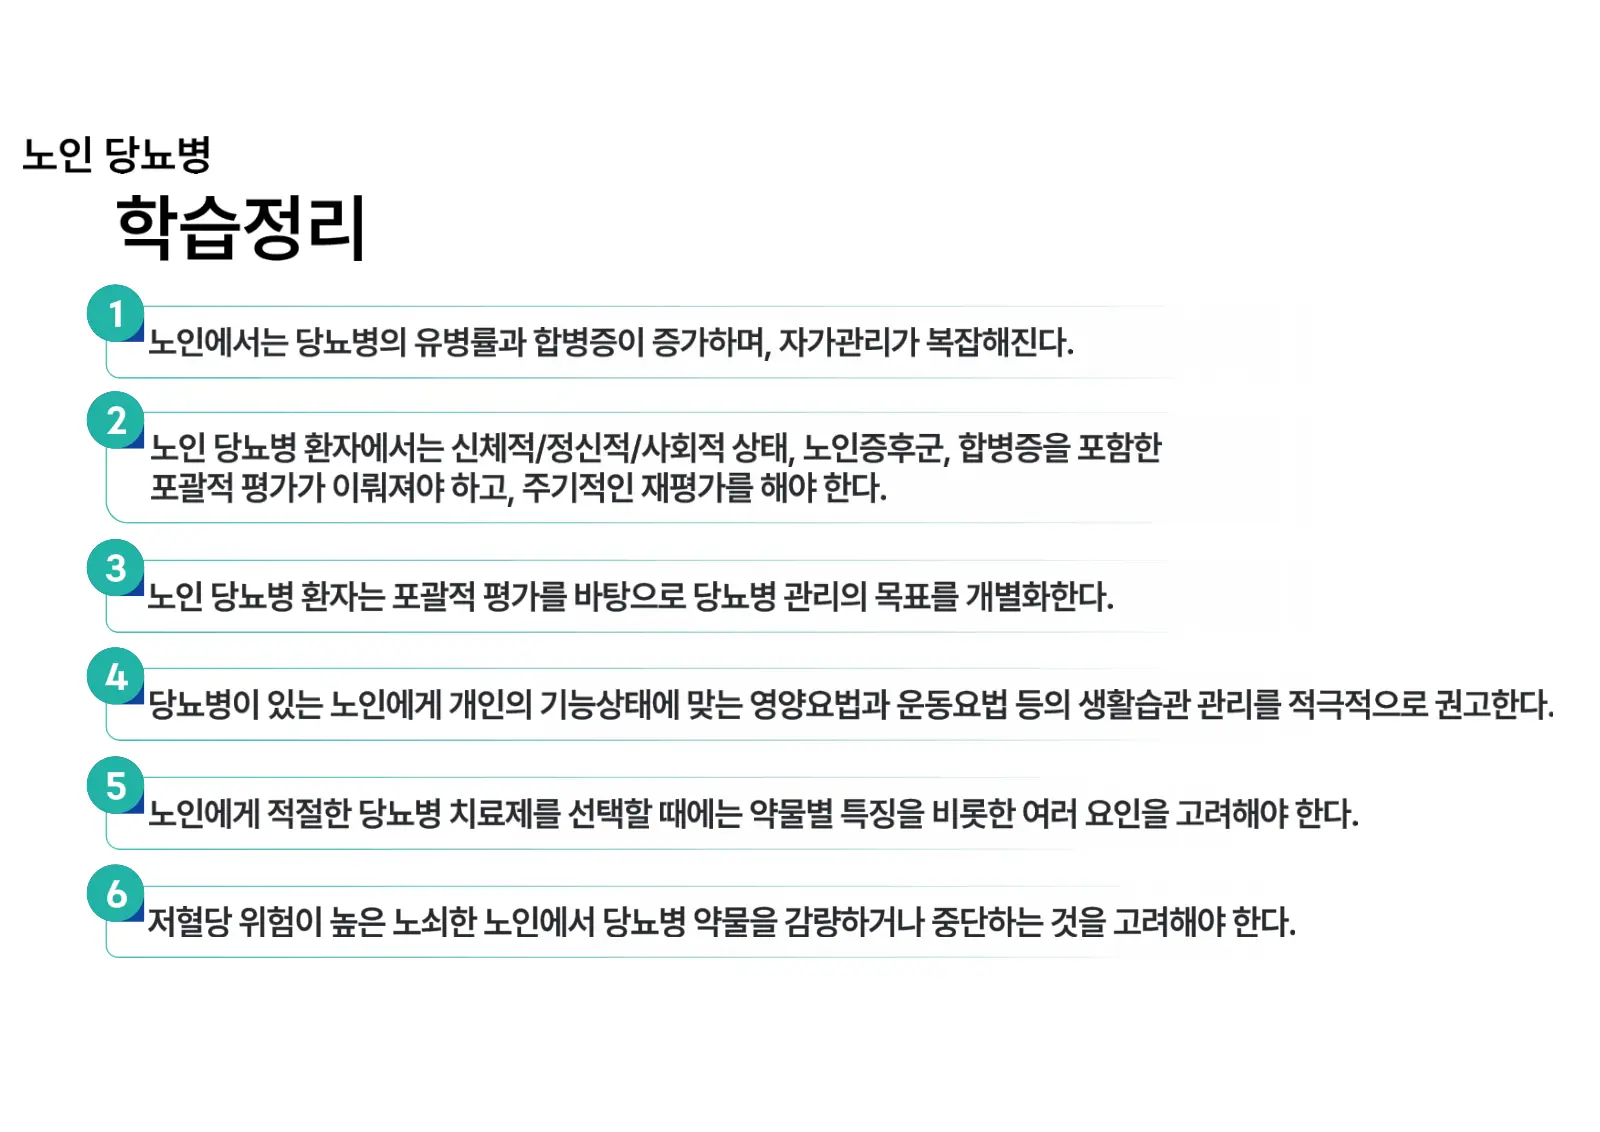 노인 당뇨병
학습정리
1
노인에서는 당뇨병의 유병률과 합병증이 증가하며, 자가관리가 복잡해진다.
2
노인 당뇨병 환자에서는 신체적/정신적/사회적 상태, 노인증후군, 합병증을 포함한
포괄적 평가가 이뤄져야 하고, 주기적인 재평가를 해야 한다.
3
노인 당뇨병 환자는 포괄적 평가를 바탕으로 당뇨병 관리의 목표를 개별화한다.
4
당뇨병이 있는 노인에게 개인의 기능상태에 맞는 영양요법과 운동요법 등의 생활습관 관리를 적극적으로 권고한다.
5
노인에게 적절한 당뇨병 치료제를 선택할 때에는 약물별 특징을 비롯한 여러 요인을 고려해야 한다.
6
저혈당 위험이 높은 노쇠한 노인에서 당뇨병 약물을 감량하거나 중단하는 것을 고려해야 한다.